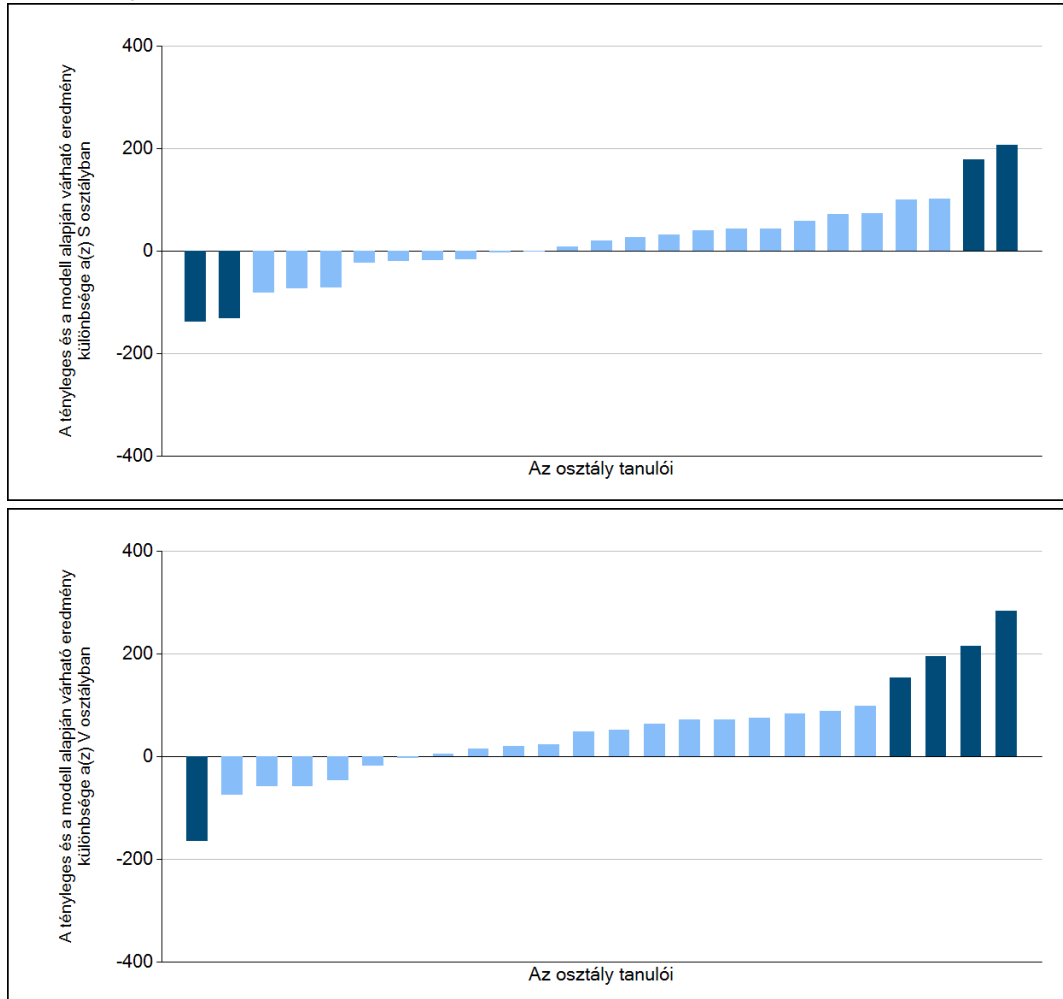 A tényleges és a modell alapján várható eredmény
különbsége a(z) S osztályban
400
200
0
-200
-400
Az osztály tanulói
A tényleges és a modell alapján várható eredmény
különbsége a(z) V osztályban
400
200
0
-200
-400
Az osztály tanulói